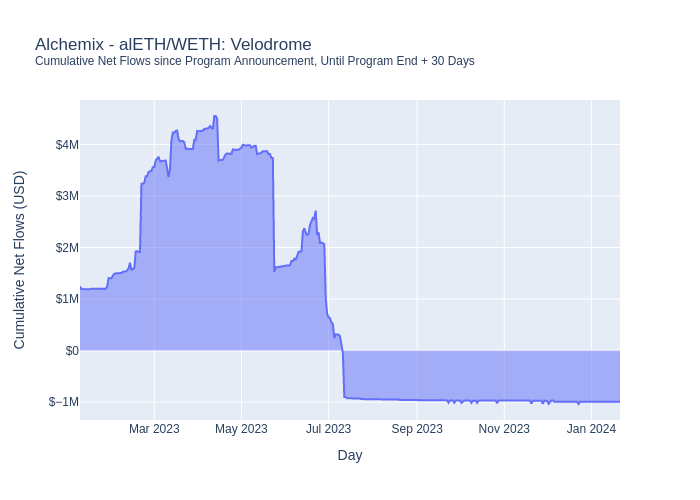 Alchemix - alETH/WETH: Velodrome
Cumulative Net Flows since Program Announcement, Until Program End + 30 Days
Cumulative Net Flows (USD)
$4M
$3M
$2M
$1M
$0
$−1M
Mar 2023 May 2023 Jul 2023 Sep 2023 Nov 2023 Jan 2024
Day